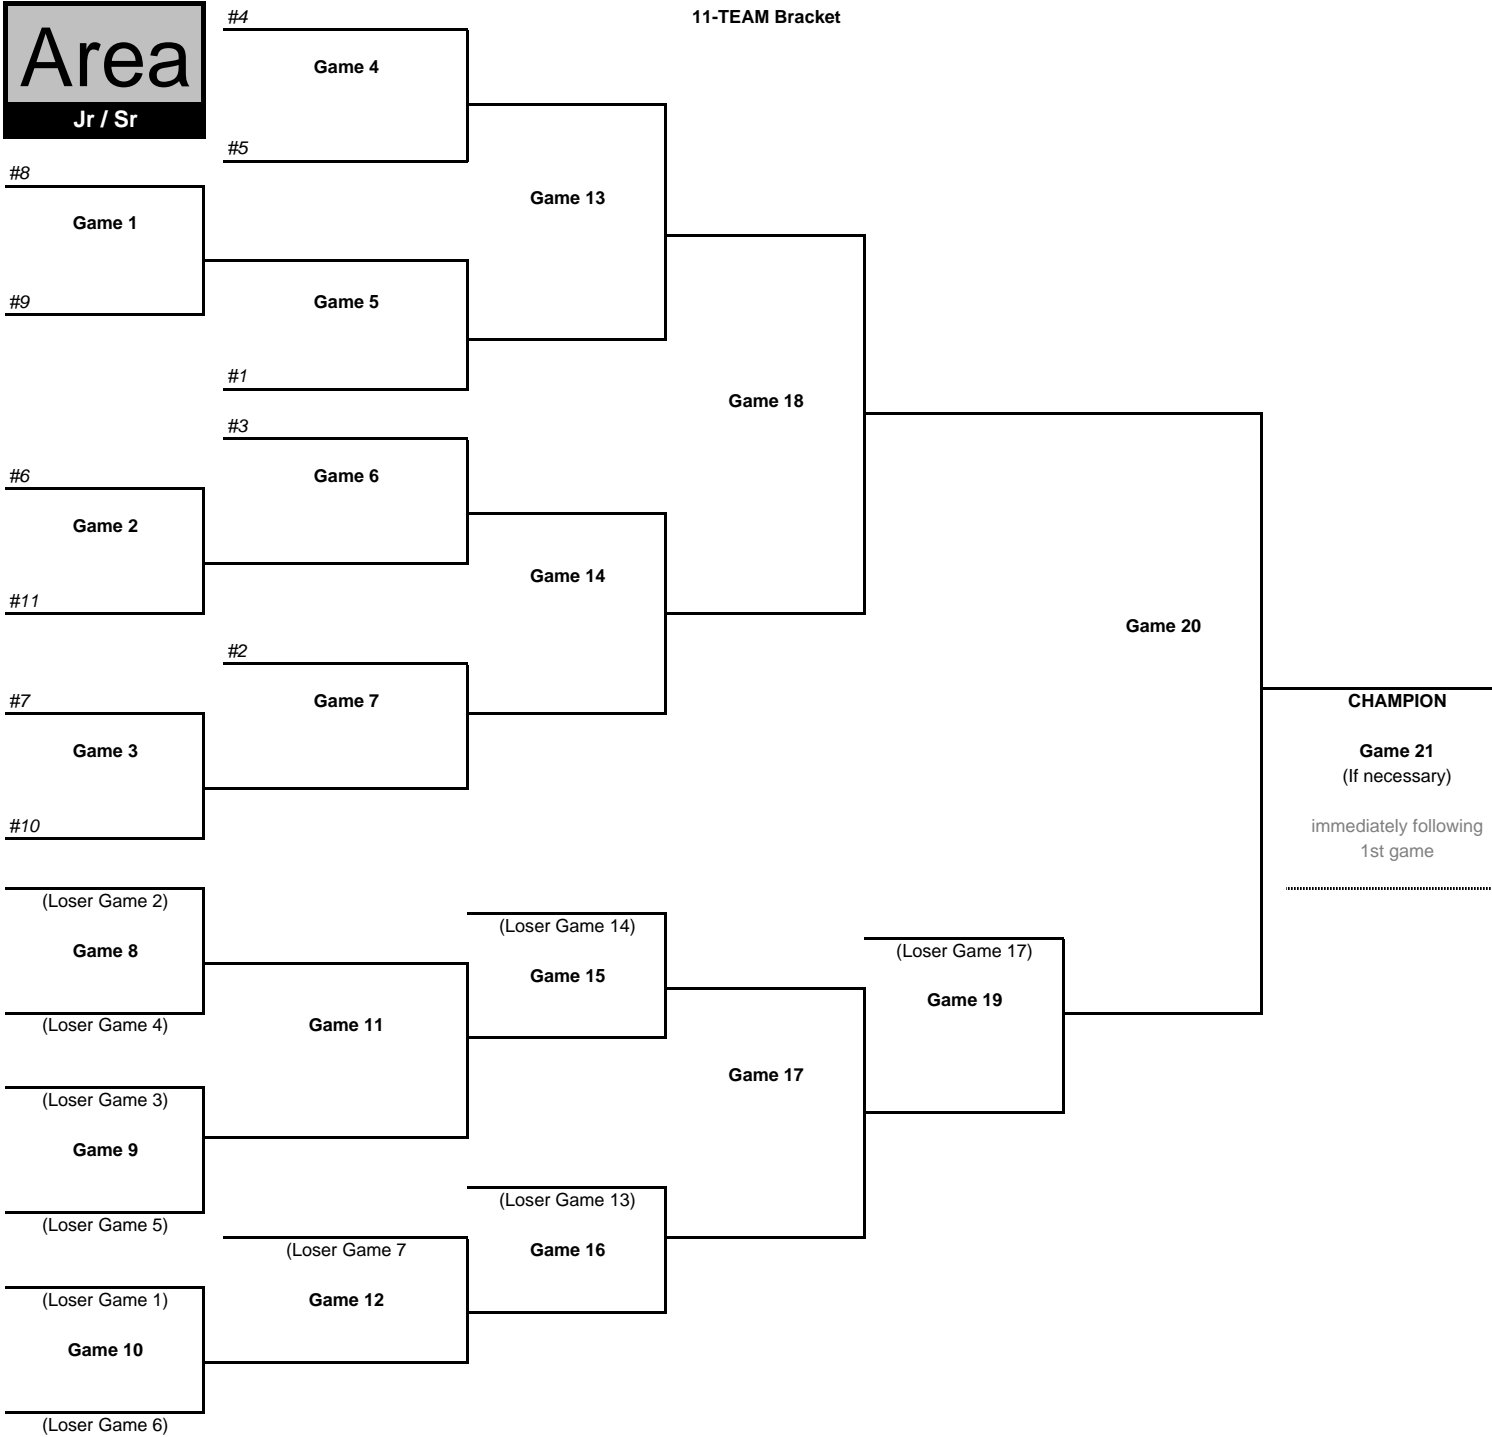 Area
Jr / Sr
11-TEAM Bracket
#4
Game 4
#5
#8
Game 1
#9
Game 13
Game 5
#1
Game 18
#3
#6
Game 6
Game 2
#11
Game 14
Game 20
#2
#7
Game 7
Game 3
#10
CHAMPION
Game 21
(If necessary)
immediately following
1st game
(Loser Game 2)
Game 8
(Loser Game 4)
(Loser Game 14)
Game 15
(Loser Game 17)
Game 19
Game 11
Game 17
(Loser Game 3)
Game 9
(Loser Game 5)
(Loser Game 13)
Game 16
(Loser Game 7
Game 12
(Loser Game 1)
Game 10
(Loser Game 6)